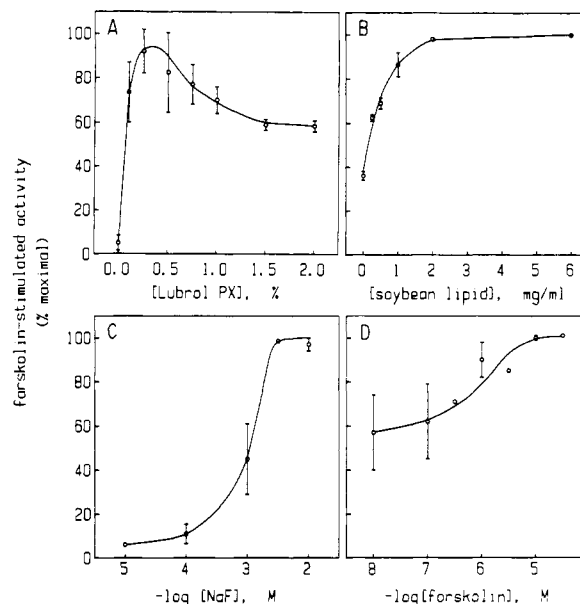 A
B
100
80
60
40
20
0
0.0 0.5 1.0 1.5 2.0
[Lubrol PX], %
0 1 2 3 4 5 6
[soybean lipid], mg/ml
forskolin-stimulated activity
(% maximal)
C
D
100
80
60
40
20
0
5 4 3 2
-log [NaF], M
8 7 6 5
-log[forskolin], M